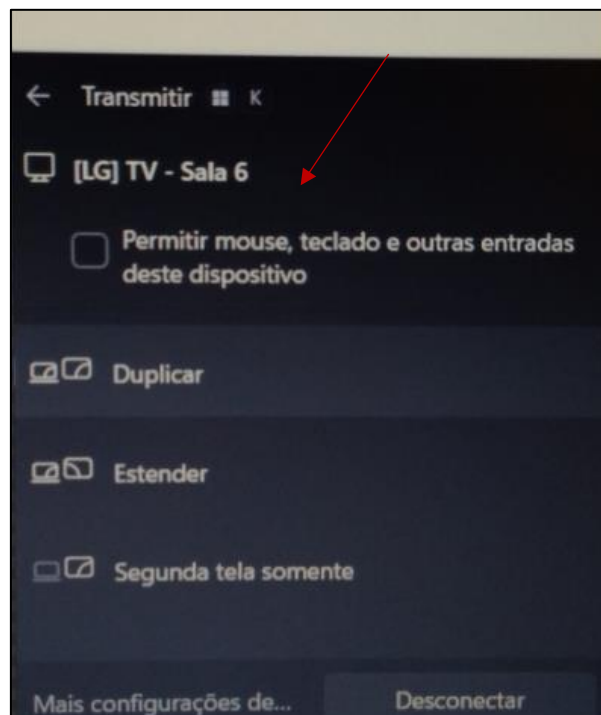 Transmitir K
[LG] TV - Sala 6
Permitir mouse, teclado e outras entradas
deste dispositivo
Duplicar
Estender
Segunda tela somente
Mais configurações de...
Desconectar